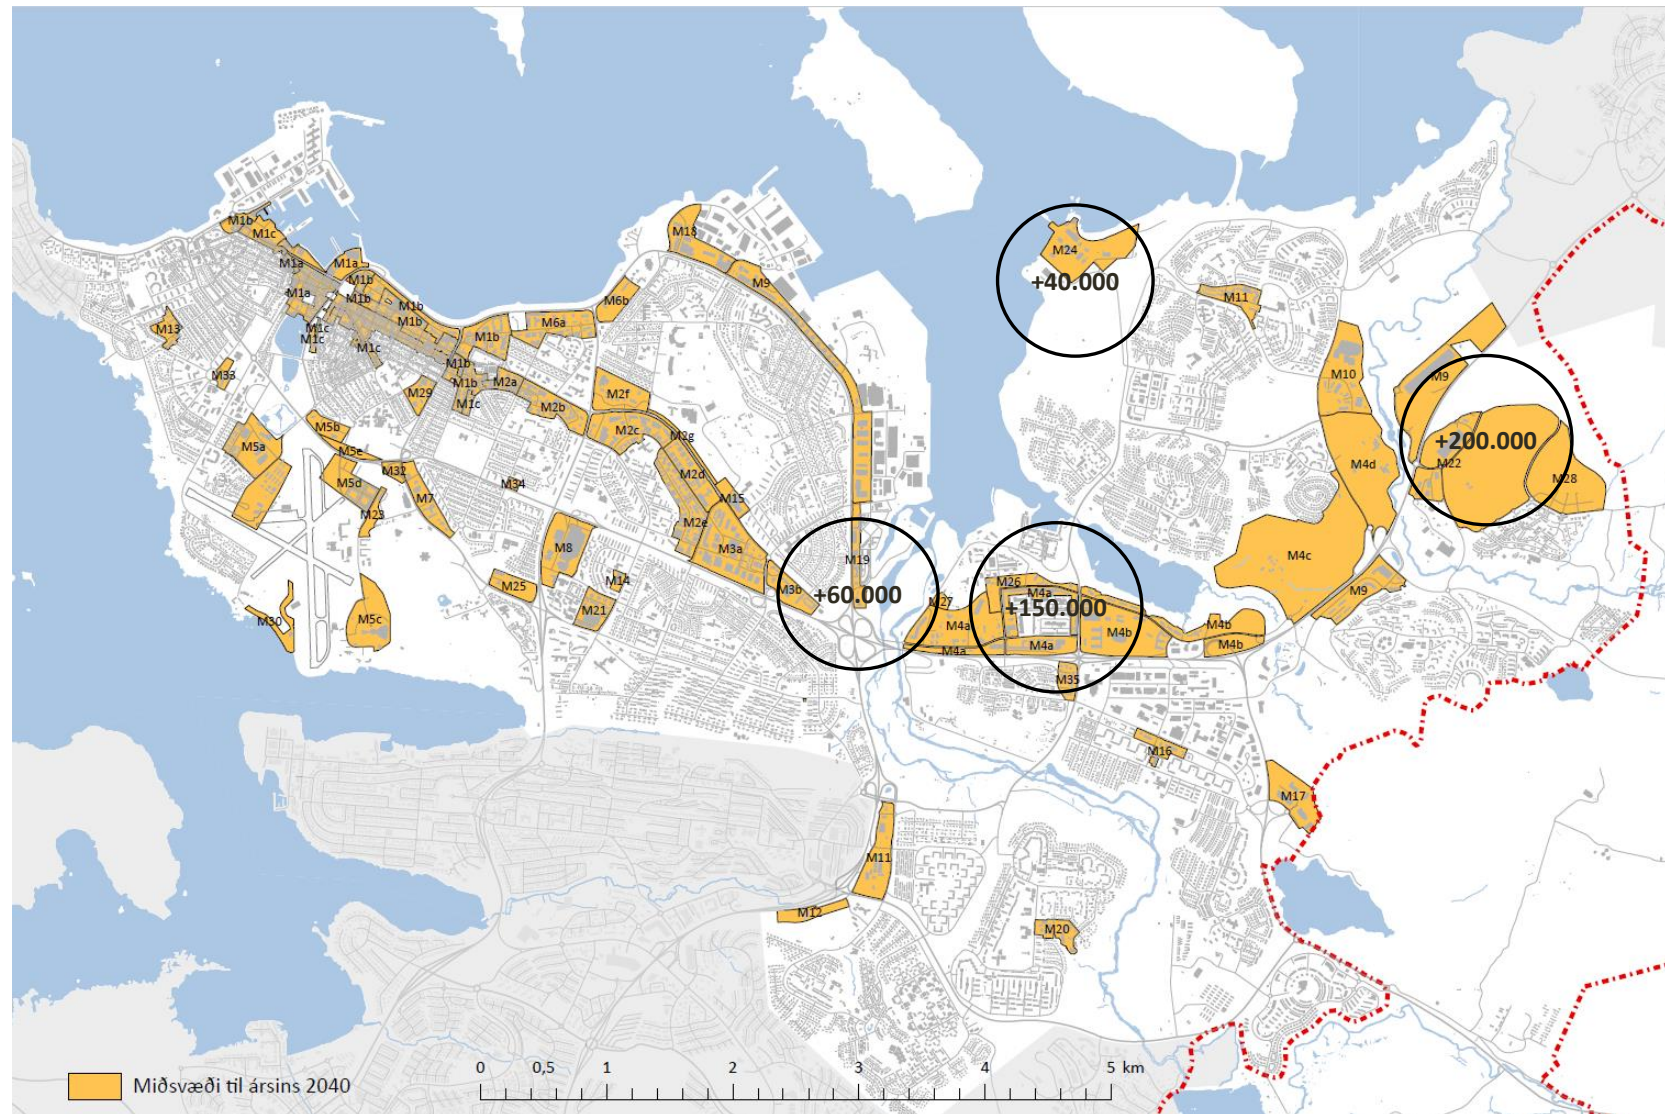 M1b
M1c
M1a
M1a
M1b
M1a
M1b
M1b
M1b
M1c
M1c
M1c
M13
M33
M29
M1b
M1b
M1c
M1b
M2a
M6a
M6b
M2b
M2f
M2c
M2g
M2d
M15
M2e
M3a
M3b
M18
M9
M19
+60.000
M24
+40.000
M11
M10
M9
+200.000
M22
M28
M4d
M4c
M9
M5a
M5b
M5e
M5d
M23
M32
M7
M34
M8
M14
M25
M21
M30
M5c
M27
M26
M4a
+150.000
M4a
M4a
M4a
M4b
M4b
M4b
M35
M16
M17
M11
M12
M20
0 0,5 1 2 3 4 5 km
Miðsvæði til ársins 2040